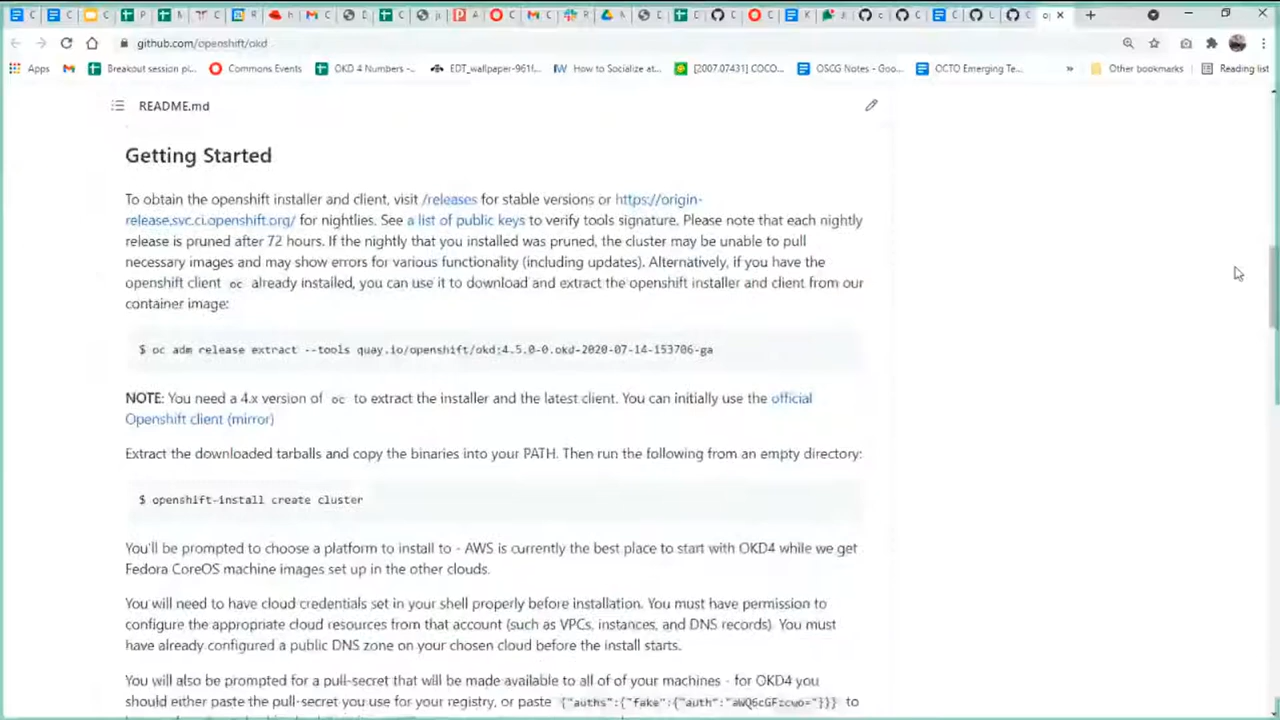 github.com/openshift/okd
Apps
Breakout session pi...
Commons Events
OKD 4 Numbers -...
EDT_wallpaper-961f...
How to Socialize at...
[2007.07431] COCO...
OSCG Notes - Goo...
OCTO Emerging Te...
»
Other bookmarks
Reading list
README.md
Getting Started
To obtain the openshift installer and client, visit /releases for stable versions or https://origin-
release.svc.ci.openshift.org/ for nightlies. See a list of public keys to verify tools signature. Please note that each nightly
release is pruned after 72 hours. If the nightly that you installed was pruned, the cluster may be unable to pull
necessary images and may show errors for various functionality (including updates). Alternatively, if you have the
openshift client oc already installed, you can use it to download and extract the openshift installer and client from our
container image:
$ oc adm release extract --tools quay.io/openshift/okd:4.5.0-0.okd-2020-07-14-153706-ga
NOTE: You need a 4.x version of oc to extract the installer and the latest client. You can initially use the official
Openshift client (mirror)
Extract the downloaded tarballs and copy the binaries into your PATH. Then run the following from an empty directory:
$ openshift-install create cluster
You'll be prompted to choose a platform to install to - AWS is currently the best place to start with OKD4 while we get
Fedora CoreOS machine images set up in the other clouds.
You will need to have cloud credentials set in your shell properly before installation. You must have permission to
configure the appropriate cloud resources from that account (such as VPCs, instances, and DNS records). You must
have already configured a public DNS zone on your chosen cloud before the install starts.
You will also be prompted for a pull-secret that will be made available to all of of your machines - for OKD4 you
should either paste the pull-secret you use for your registry, or paste {"auths":{"fake":{"auth":"aWQ6cGFzcwo="}}} to